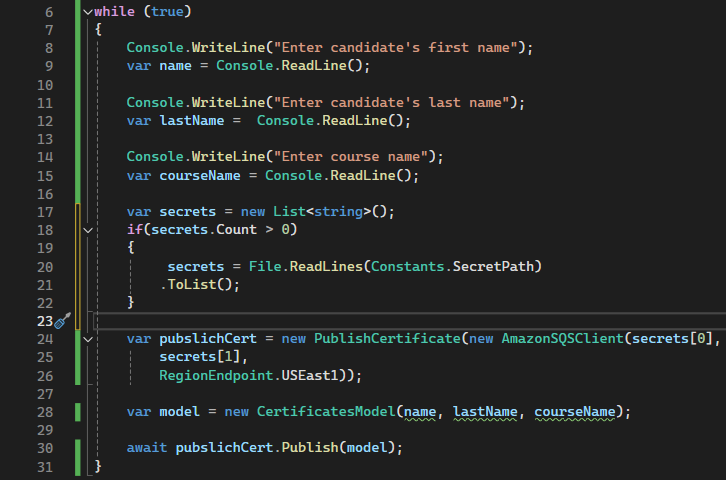 6 while (true)
7 {
8 Console.WriteLine("Enter candidate's first name");
9 var name = Console.ReadLine();
10
11 Console.WriteLine("Enter candidate's last name");
12 var lastName =  Console.ReadLine();
13
14 Console.WriteLine("Enter course name");
15 var courseName = Console.ReadLine();
16
17 var secrets = new List<string>();
18 if(secrets.Count > 0)
19 {
20 secrets = File.ReadLines(Constants.SecretPath)
21 .ToList();
22 }
23
24 var pubslichCert = new PublishCertificate(new AmazonSQSClient(secrets[0],
25 secrets[1],
26 RegionEndpoint.USEast1));
27
28 var model = new CertificatesModel(name, lastName, courseName);
29
30 await pubslichCert.Publish(model);
31 }